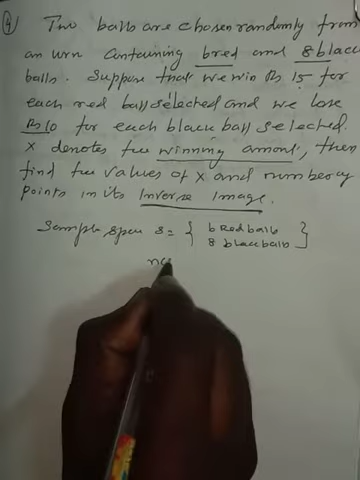 4) Two balls are chosen randomly from
an urn containing 6 red and 8 black
balls. Suppose that we win Rs 15 for
each red ball selected and we lose
Rs 10 for each black ball selected.
X denotes the winning amont, then
find the values of X and number of
points in its Inverse Image.
Sample space S = { 6 Red balls
8 black balls }
n(